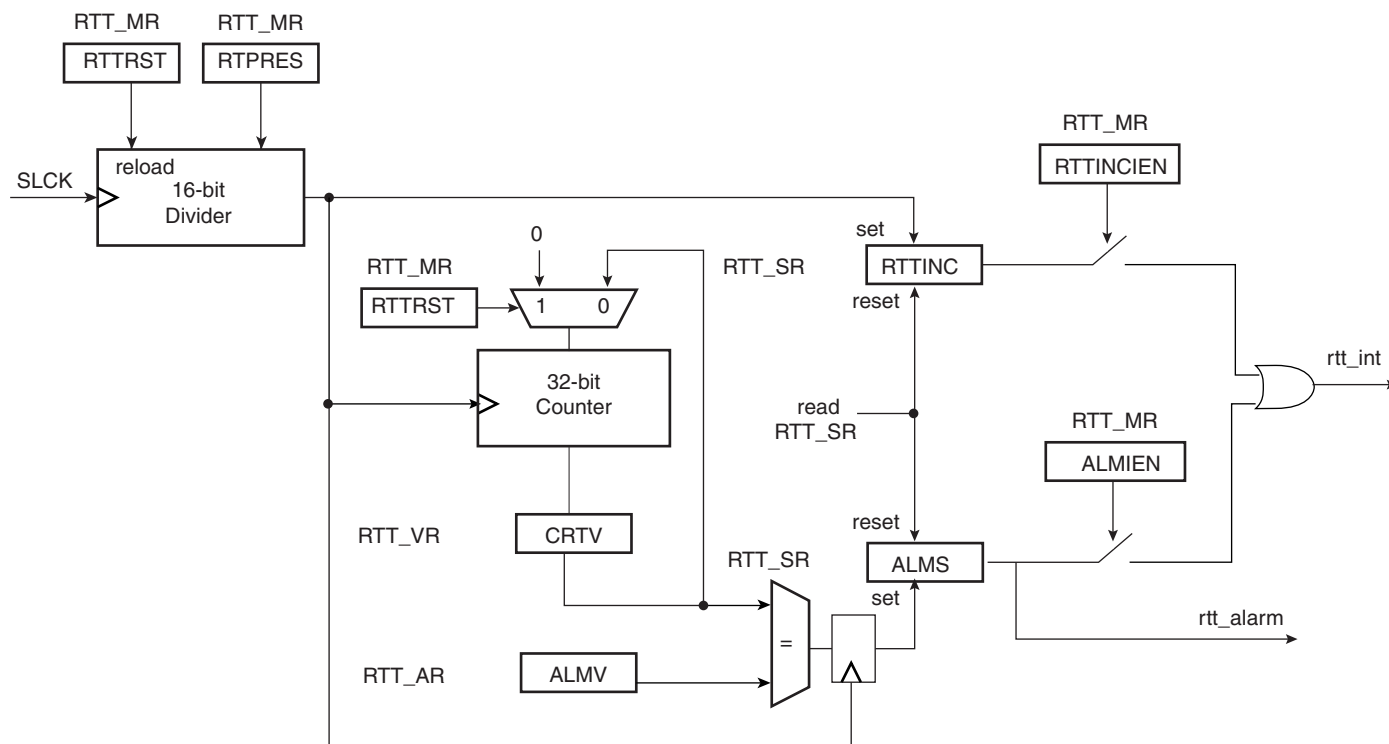 RTT_MR
RTTRST
RTT_MR
RTPRES
SLCK
reload
16-bit
Divider
RTT_MR
RTTINCIEN
0
RTT_MR
RTTRST
1 0
RTT_SR
set
RTTINC
reset
32-bit
Counter
read
RTT_SR
rtt_int
RTT_MR
ALMIEN
RTT_VR
CRTV
reset
RTT_SR
ALMS
set
=
rtt_alarm
RTT_AR
ALMV